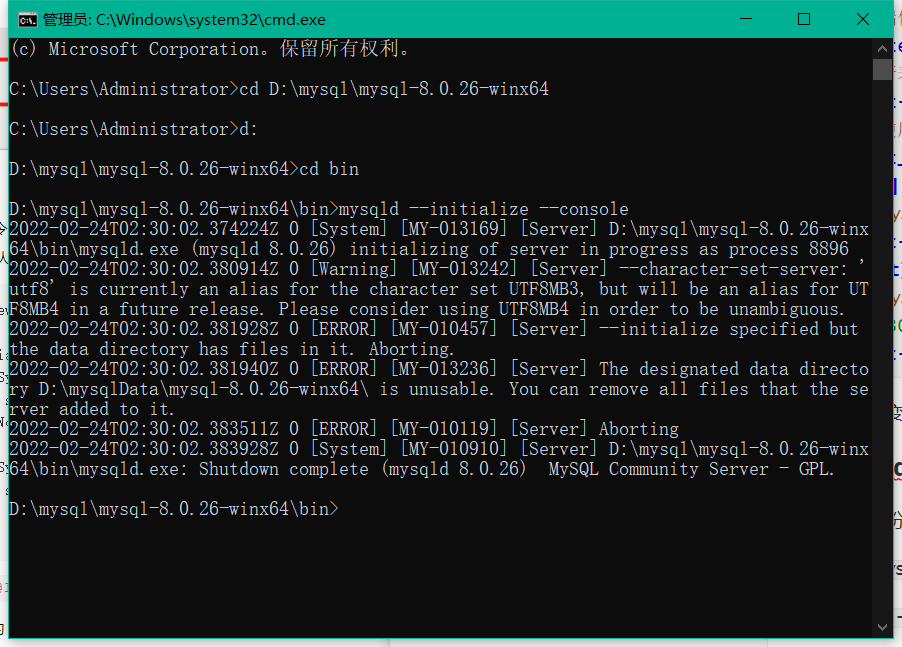 管理员: C:\Windows\system32\cmd.exe
(c) Microsoft Corporation。保留所有权利。
C:\Users\Administrator>cd D:\mysql\mysql-8.0.26-winx64
C:\Users\Administrator>d:
D:\mysql\mysql-8.0.26-winx64>cd bin
D:\mysql\mysql-8.0.26-winx64\bin>mysqld --initialize --console
2022-02-24T02:30:02.374224Z 0 [System] [MY-013169] [Server] D:\mysql\mysql-8.0.26-winx
64\bin\mysqld.exe (mysqld 8.0.26) initializing of server in progress as process 8896
2022-02-24T02:30:02.380914Z 0 [Warning] [MY-013242] [Server] --character-set-server: '
utf8' is currently an alias for the character set UTF8MB3, but will be an alias for UT
F8MB4 in a future release. Please consider using UTF8MB4 in order to be unambiguous.
2022-02-24T02:30:02.381928Z 0 [ERROR] [MY-010457] [Server] --initialize specified but
the data directory has files in it. Aborting.
2022-02-24T02:30:02.381940Z 0 [ERROR] [MY-013236] [Server] The designated data directo
ry D:\mysqlData\mysql-8.0.26-winx64\ is unusable. You can remove all files that the se
rver added to it.
2022-02-24T02:30:02.383511Z 0 [ERROR] [MY-010119] [Server] Aborting
2022-02-24T02:30:02.383928Z 0 [System] [MY-010910] [Server] D:\mysql\mysql-8.0.26-winx
64\bin\mysqld.exe: Shutdown complete (mysqld 8.0.26)  MySQL Community Server - GPL.
D:\mysql\mysql-8.0.26-winx64\bin>